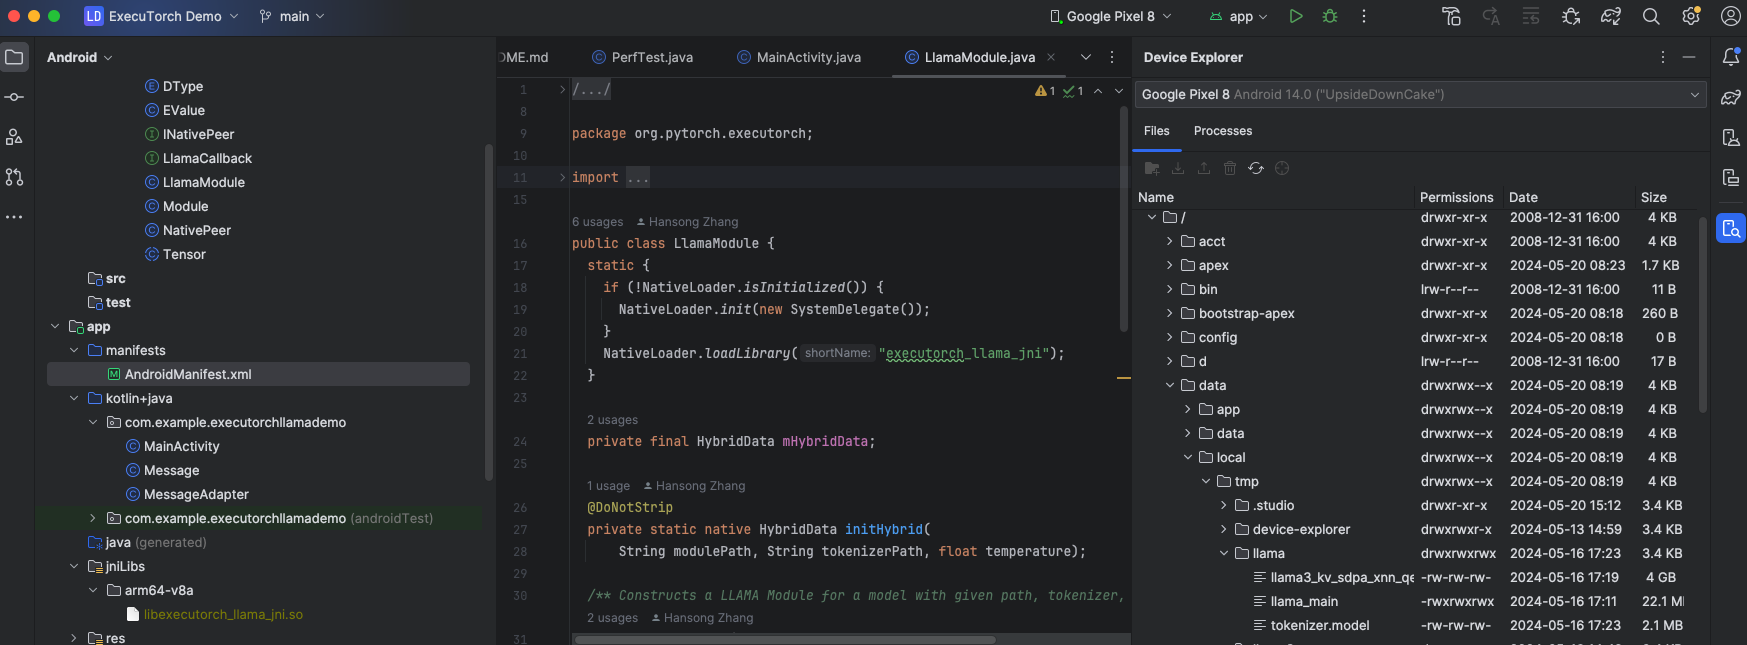 LD ExecuTorch Demo main Google Pixel 8 app
Android
DType
EValue
INativePeer
LlamaCallback
LlamaModule
Module
NativePeer
Tensor
src
test
app
manifests
AndroidManifest.xml
kotlin+java
com.example.executorchllamademo
MainActivity
Message
MessageAdapter
com.example.executorchllamademo (androidTest)
java (generated)
jniLibs
arm64-v8a
libexecutorch_llama_jni.so
res
OME.md PerfTest.java MainActivity.java LlamaModule.java
1 /.../ 1 1
8
9 package org.pytorch.executorch;
10
11 import ...
15
6 usages Hansong Zhang
16 public class LlamaModule {
17 static {
18 if (!NativeLoader.isInitialized()) {
19 NativeLoader.init(new SystemDelegate());
20 }
21 NativeLoader.loadLibrary( shortName: "executorch_llama_jni");
22 }
23
2 usages
24 private final HybridData mHybridData;
25
1 usage Hansong Zhang
26 @DoNotStrip
27 private static native HybridData initHybrid(
28 String modulePath, String tokenizerPath, float temperature);
29
30 /** Constructs a LLAMA Module for a model with given path, tokenizer,
2 usages Hansong Zhang
31
Device Explorer
Google Pixel 8 Android 14.0 ("UpsideDownCake")
Files Processes
Name Permissions Date Size
/ drwxr-xr-x 2008-12-31 16:00 4 KB
acct drwxr-xr-x 2008-12-31 16:00 4 KB
apex drwxr-xr-x 2024-05-20 08:23 1.7 KB
bin lrw-r--r-- 2008-12-31 16:00 11 B
bootstrap-apex drwxr-xr-x 2024-05-20 08:18 260 B
config drwxr-xr-x 2024-05-20 08:18 0 B
d lrw-r--r-- 2008-12-31 16:00 17 B
data drwxrwx--x 2024-05-20 08:19 4 KB
app drwxrwx--x 2024-05-20 08:19 4 KB
data drwxrwx--x 2024-05-20 08:19 4 KB
local drwxrwx--x 2024-05-20 08:19 4 KB
tmp drwxrwx--x 2024-05-20 08:19 4 KB
.studio drwxrwxr-x 2024-05-20 15:12 3.4 KB
device-explorer drwxrwxr-x 2024-05-13 14:59 3.4 KB
llama drwxrwxrwx 2024-05-16 17:23 3.4 KB
llama3_kv_sdpa_xnn_qe -rw-rw-rw- 2024-05-16 17:19 4 GB
llama_main -rwxrwxrwx 2024-05-16 17:11 22.1 M
tokenizer.model -rw-rw-rw- 2024-05-16 17:23 2.1 MB